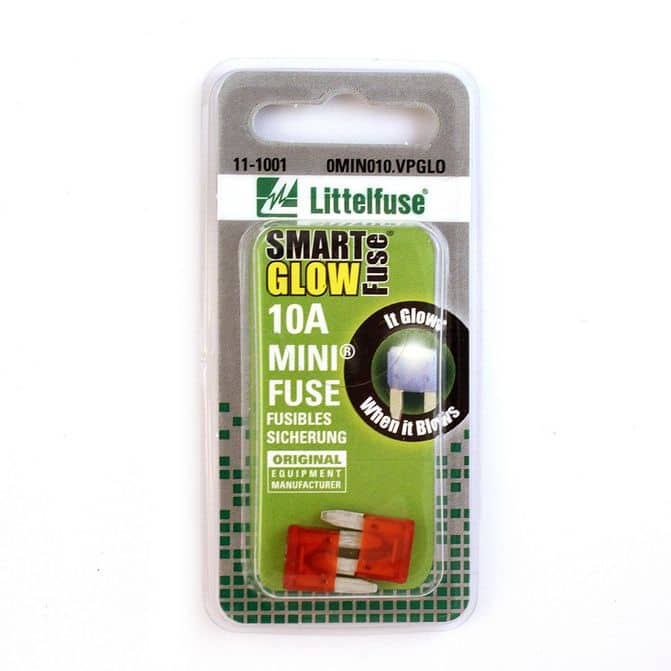 11-1001 0MIN010.VPGLO
Littelfuse®
SMART
GLOW
Fuse®
10A
MINI®
FUSE
FUSIBLES
SICHERUNG
ORIGINAL
EQUIPMENT
MANUFACTURER
It Glows
When it Blows